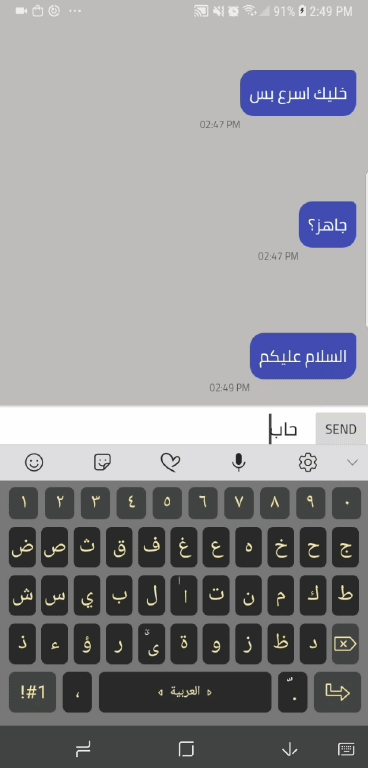 91% 2:49 PM
خليك اسرع بس
02:47 PM
جاهز؟
02:47 PM
السلام عليكم
02:49 PM
حاب
SEND
١ ٢ ٣ ٤ ٥ ٦ ٧ ٨ ٩ ٠
ض ص ث ق ف غ ع ه خ ح ج
ش س ي ب ل ا ت ن م ك ط
ذ ء ؤ ر ى ة و ز ظ د
!#1 ، العربية .